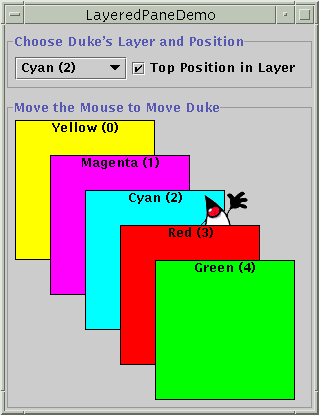 LayeredPaneDemo
Choose Duke's Layer and Position
Cyan (2) Top Position in Layer
Move the Mouse to Move Duke
Yellow (0)
Magenta (1)
Cyan (2)
Red (3)
Green (4)